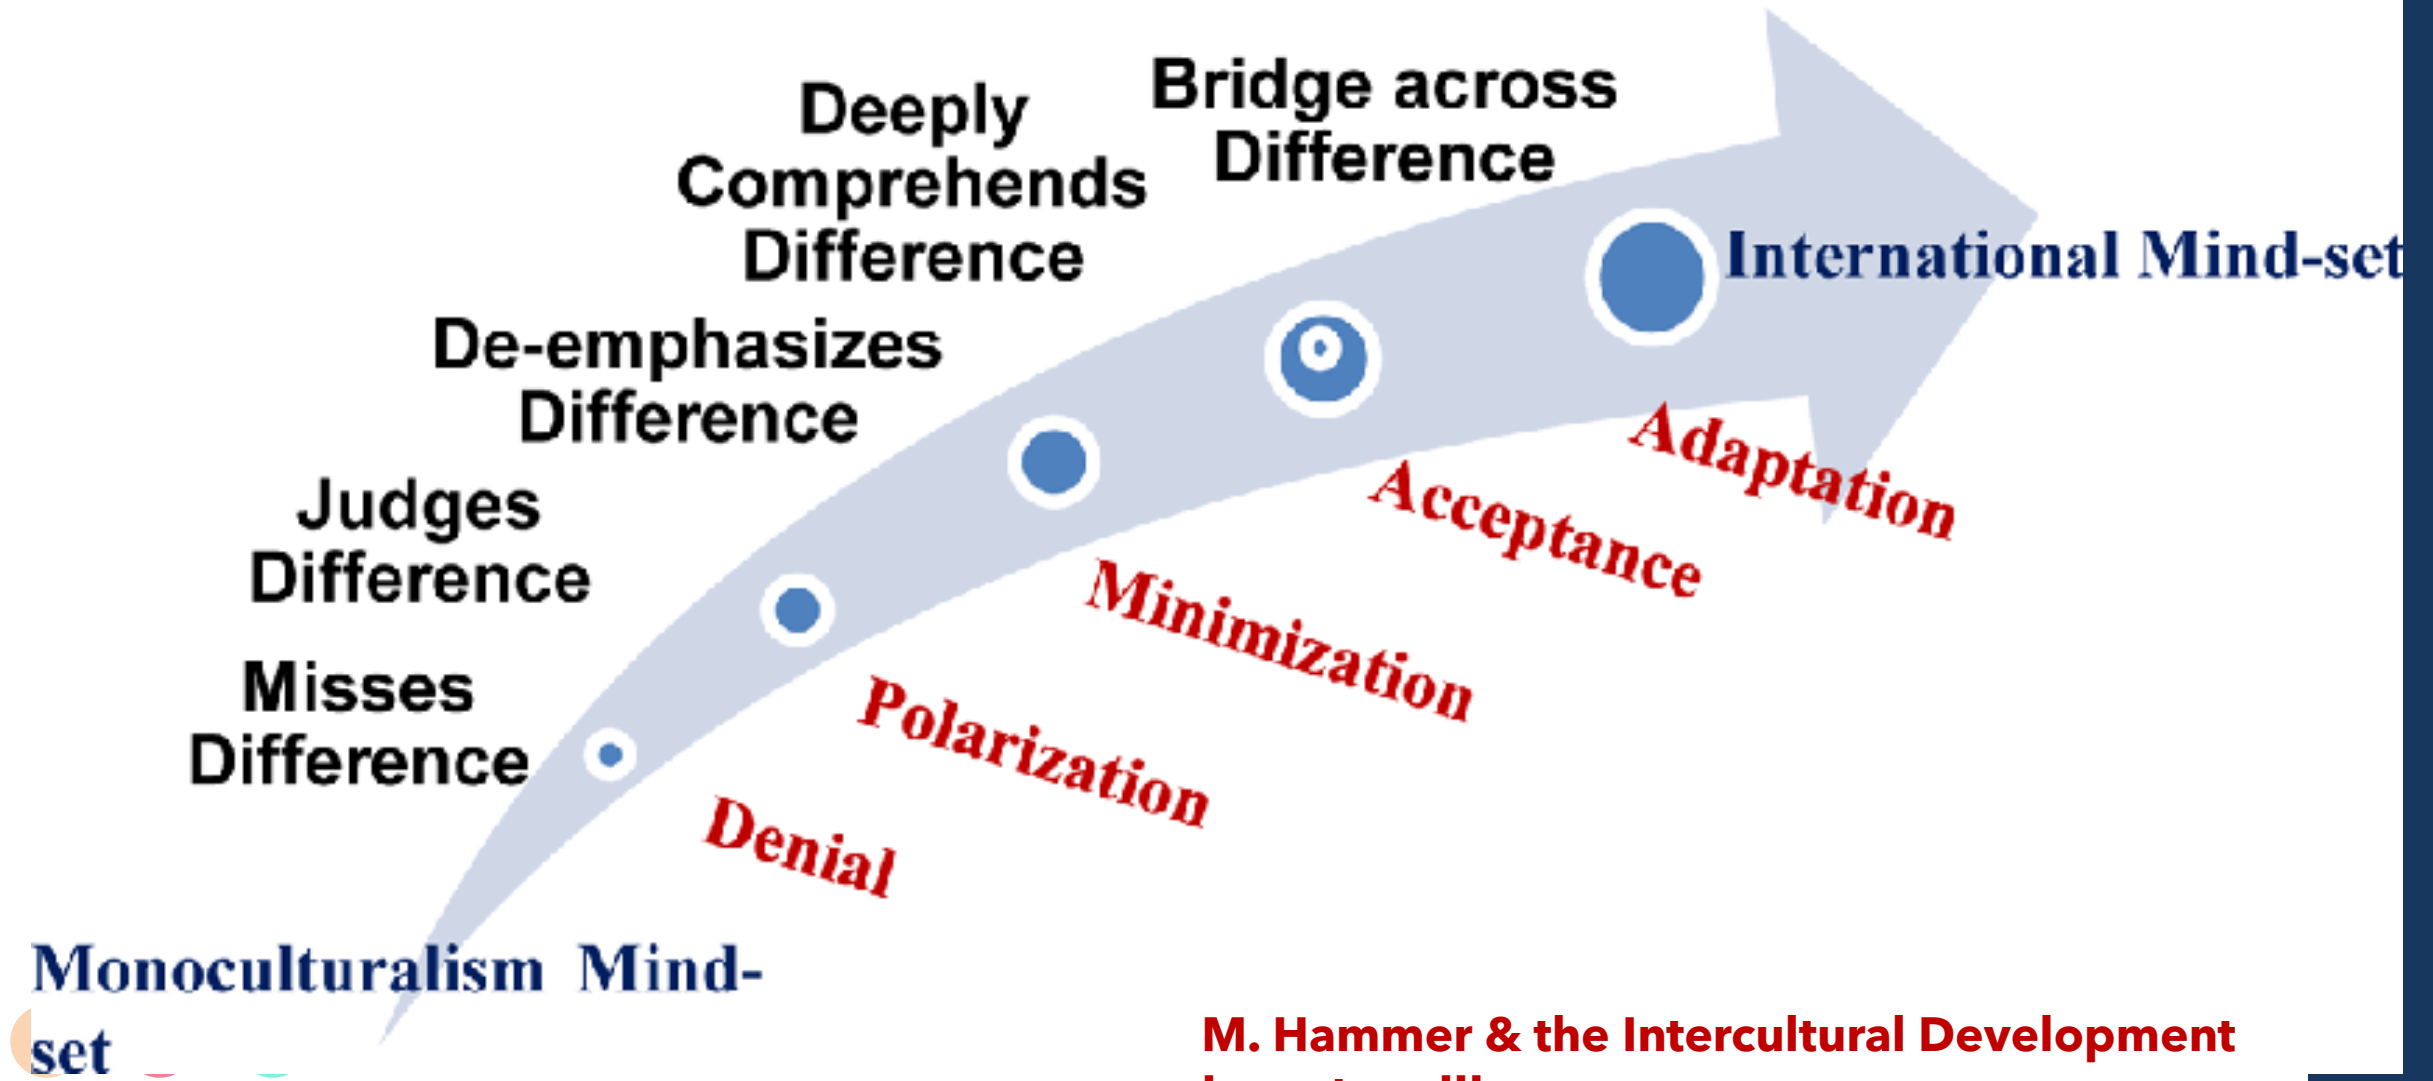 Bridge across
Difference
Deeply
Comprehends
Difference
International Mind-set
De-emphasizes
Difference
Adaptation
Judges
Difference
Acceptance
Misses
Difference
Minimization
Polarization
Denial
Monoculturalism Mind-
set
M. Hammer & the Intercultural Development